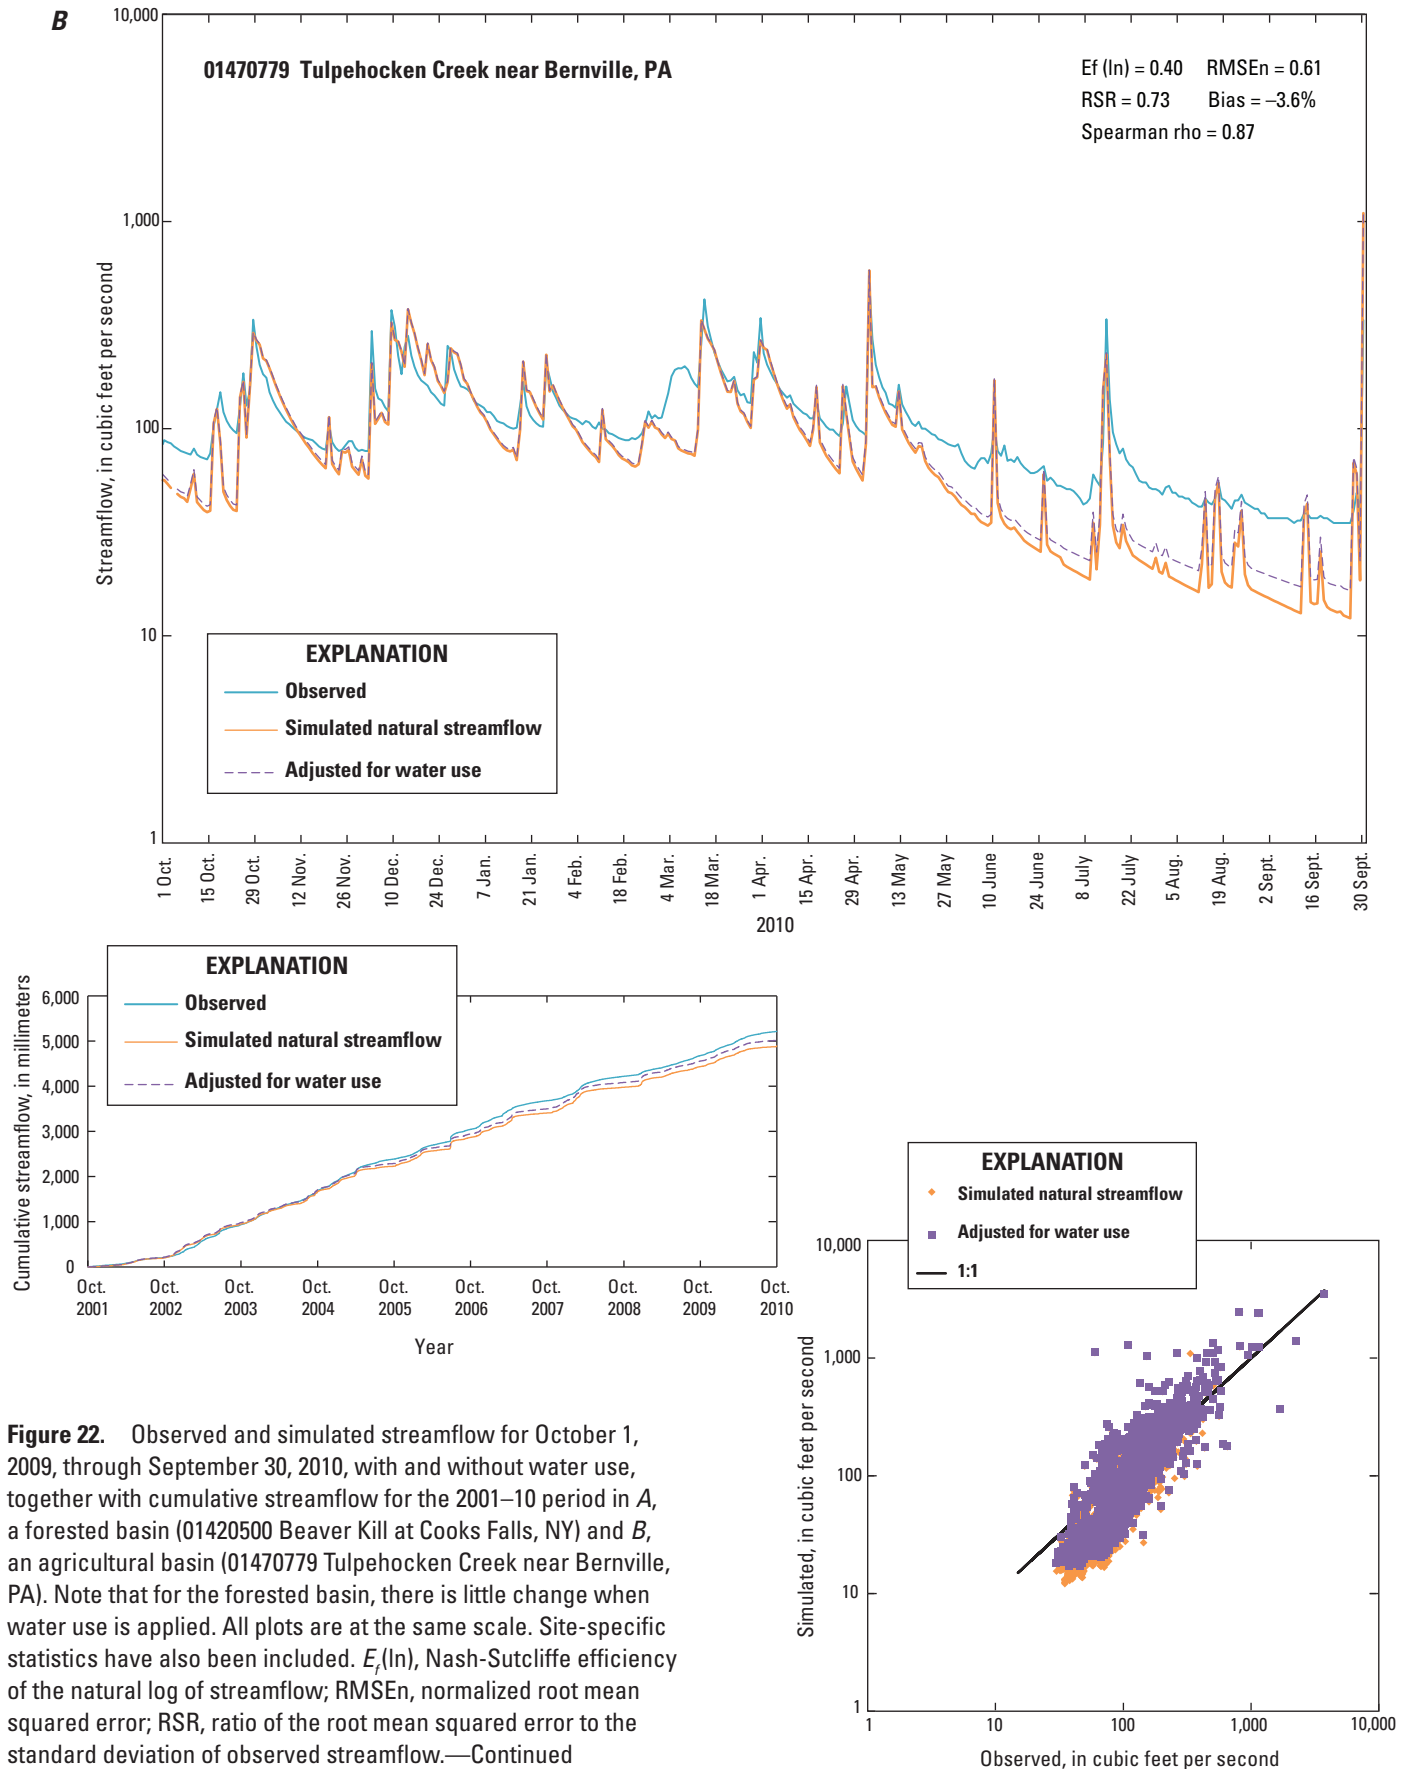 B
01470779 Tulpehocken Creek near Bernville, PA
Ef (ln) = 0.40 RMSEn = 0.61
RSR = 0.73 Bias = –3.6%
Spearman rho = 0.87
Streamflow, in cubic feet per second
10,000
1,000
100
10
1
EXPLANATION
Observed
Simulated natural streamflow
Adjusted for water use
1 Oct.
15 Oct.
29 Oct.
12 Nov.
26 Nov.
10 Dec.
24 Dec.
7 Jan.
21 Jan.
4 Feb.
18 Feb.
4 Mar.
18 Mar.
1 Apr.
15 Apr.
29 Apr.
13 May
27 May
10 June
24 June
8 July
22 July
5 Aug.
19 Aug.
2 Sept.
16 Sept.
30 Sept.
2010
EXPLANATION
Observed
Simulated natural streamflow
Adjusted for water use
Cumulative streamflow, in millimeters
6,000
5,000
4,000
3,000
2,000
1,000
0
Oct. 2001
Oct. 2002
Oct. 2003
Oct. 2004
Oct. 2005
Oct. 2006
Oct. 2007
Oct. 2008
Oct. 2009
Oct. 2010
Year
EXPLANATION
Simulated natural streamflow
Adjusted for water use
1:1
Simulated, in cubic feet per second
10,000
1,000
100
10
1
1
10
100
1,000
10,000
Observed, in cubic feet per second
Figure 22. Observed and simulated streamflow for October 1,
2009, through September 30, 2010, with and without water use,
together with cumulative streamflow for the 2001–10 period in A,
a forested basin (01420500 Beaver Kill at Cooks Falls, NY) and B,
an agricultural basin (01470779 Tulpehocken Creek near Bernville,
PA). Note that for the forested basin, there is little change when
water use is applied. All plots are at the same scale. Site-specific
statistics have also been included. Ef(ln), Nash-Sutcliffe efficiency
of the natural log of streamflow; RMSEn, normalized root mean
squared error; RSR, ratio of the root mean squared error to the
standard deviation of observed streamflow.—Continued